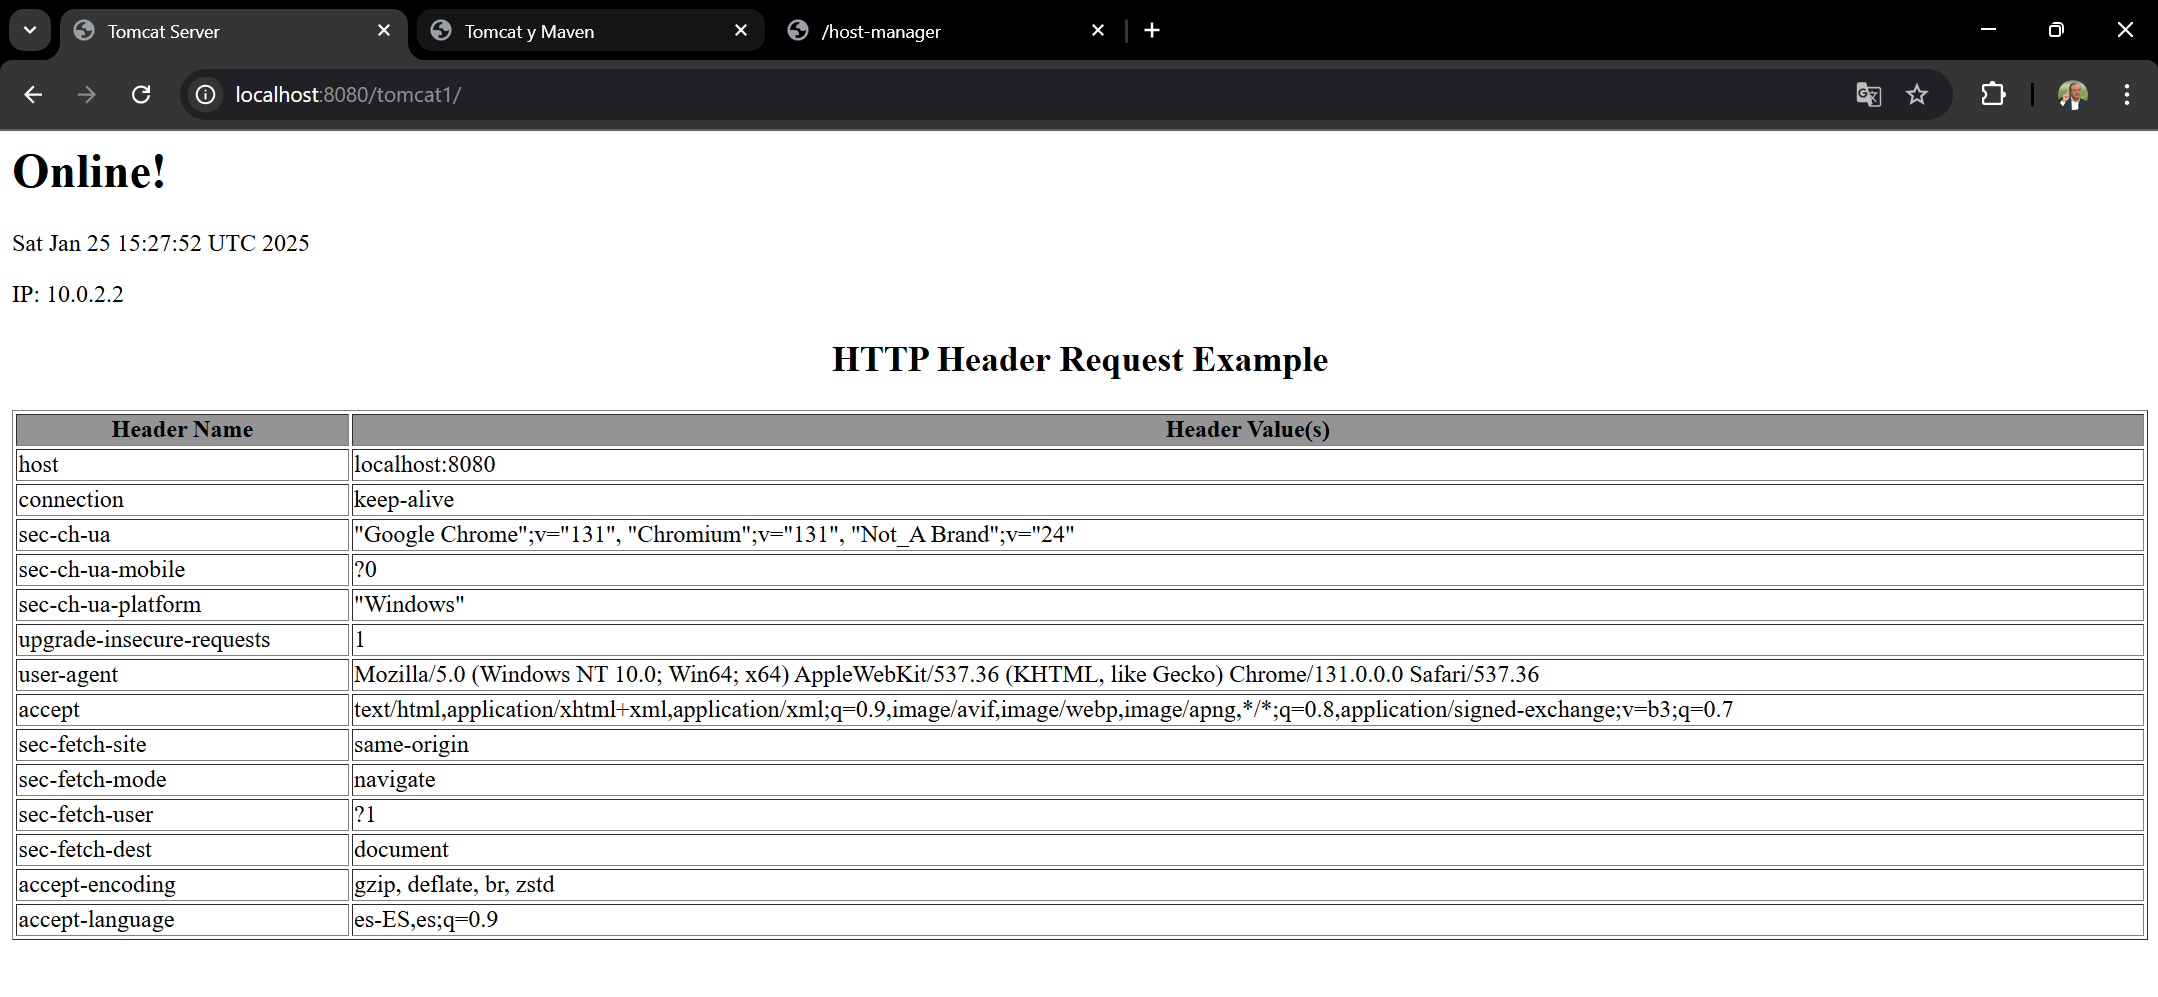 Tomcat Server
Tomcat y Maven
/host-manager
localhost:8080/tomcat1/
Online!
Sat Jan 25 15:27:52 UTC 2025
IP: 10.0.2.2
HTTP Header Request Example
Header Name Header Value(s)
host localhost:8080
connection keep-alive
sec-ch-ua "Google Chrome";v="131", "Chromium";v="131", "Not_A Brand";v="24"
sec-ch-ua-mobile ?0
sec-ch-ua-platform "Windows"
upgrade-insecure-requests 1
user-agent Mozilla/5.0 (Windows NT 10.0; Win64; x64) AppleWebKit/537.36 (KHTML, like Gecko) Chrome/131.0.0.0 Safari/537.36
accept text/html,application/xhtml+xml,application/xml;q=0.9,image/avif,image/webp,image/apng,*/*;q=0.8,application/signed-exchange;v=b3;q=0.7
sec-fetch-site same-origin
sec-fetch-mode navigate
sec-fetch-user ?1
sec-fetch-dest document
accept-encoding gzip, deflate, br, zstd
accept-language es-ES,es;q=0.9